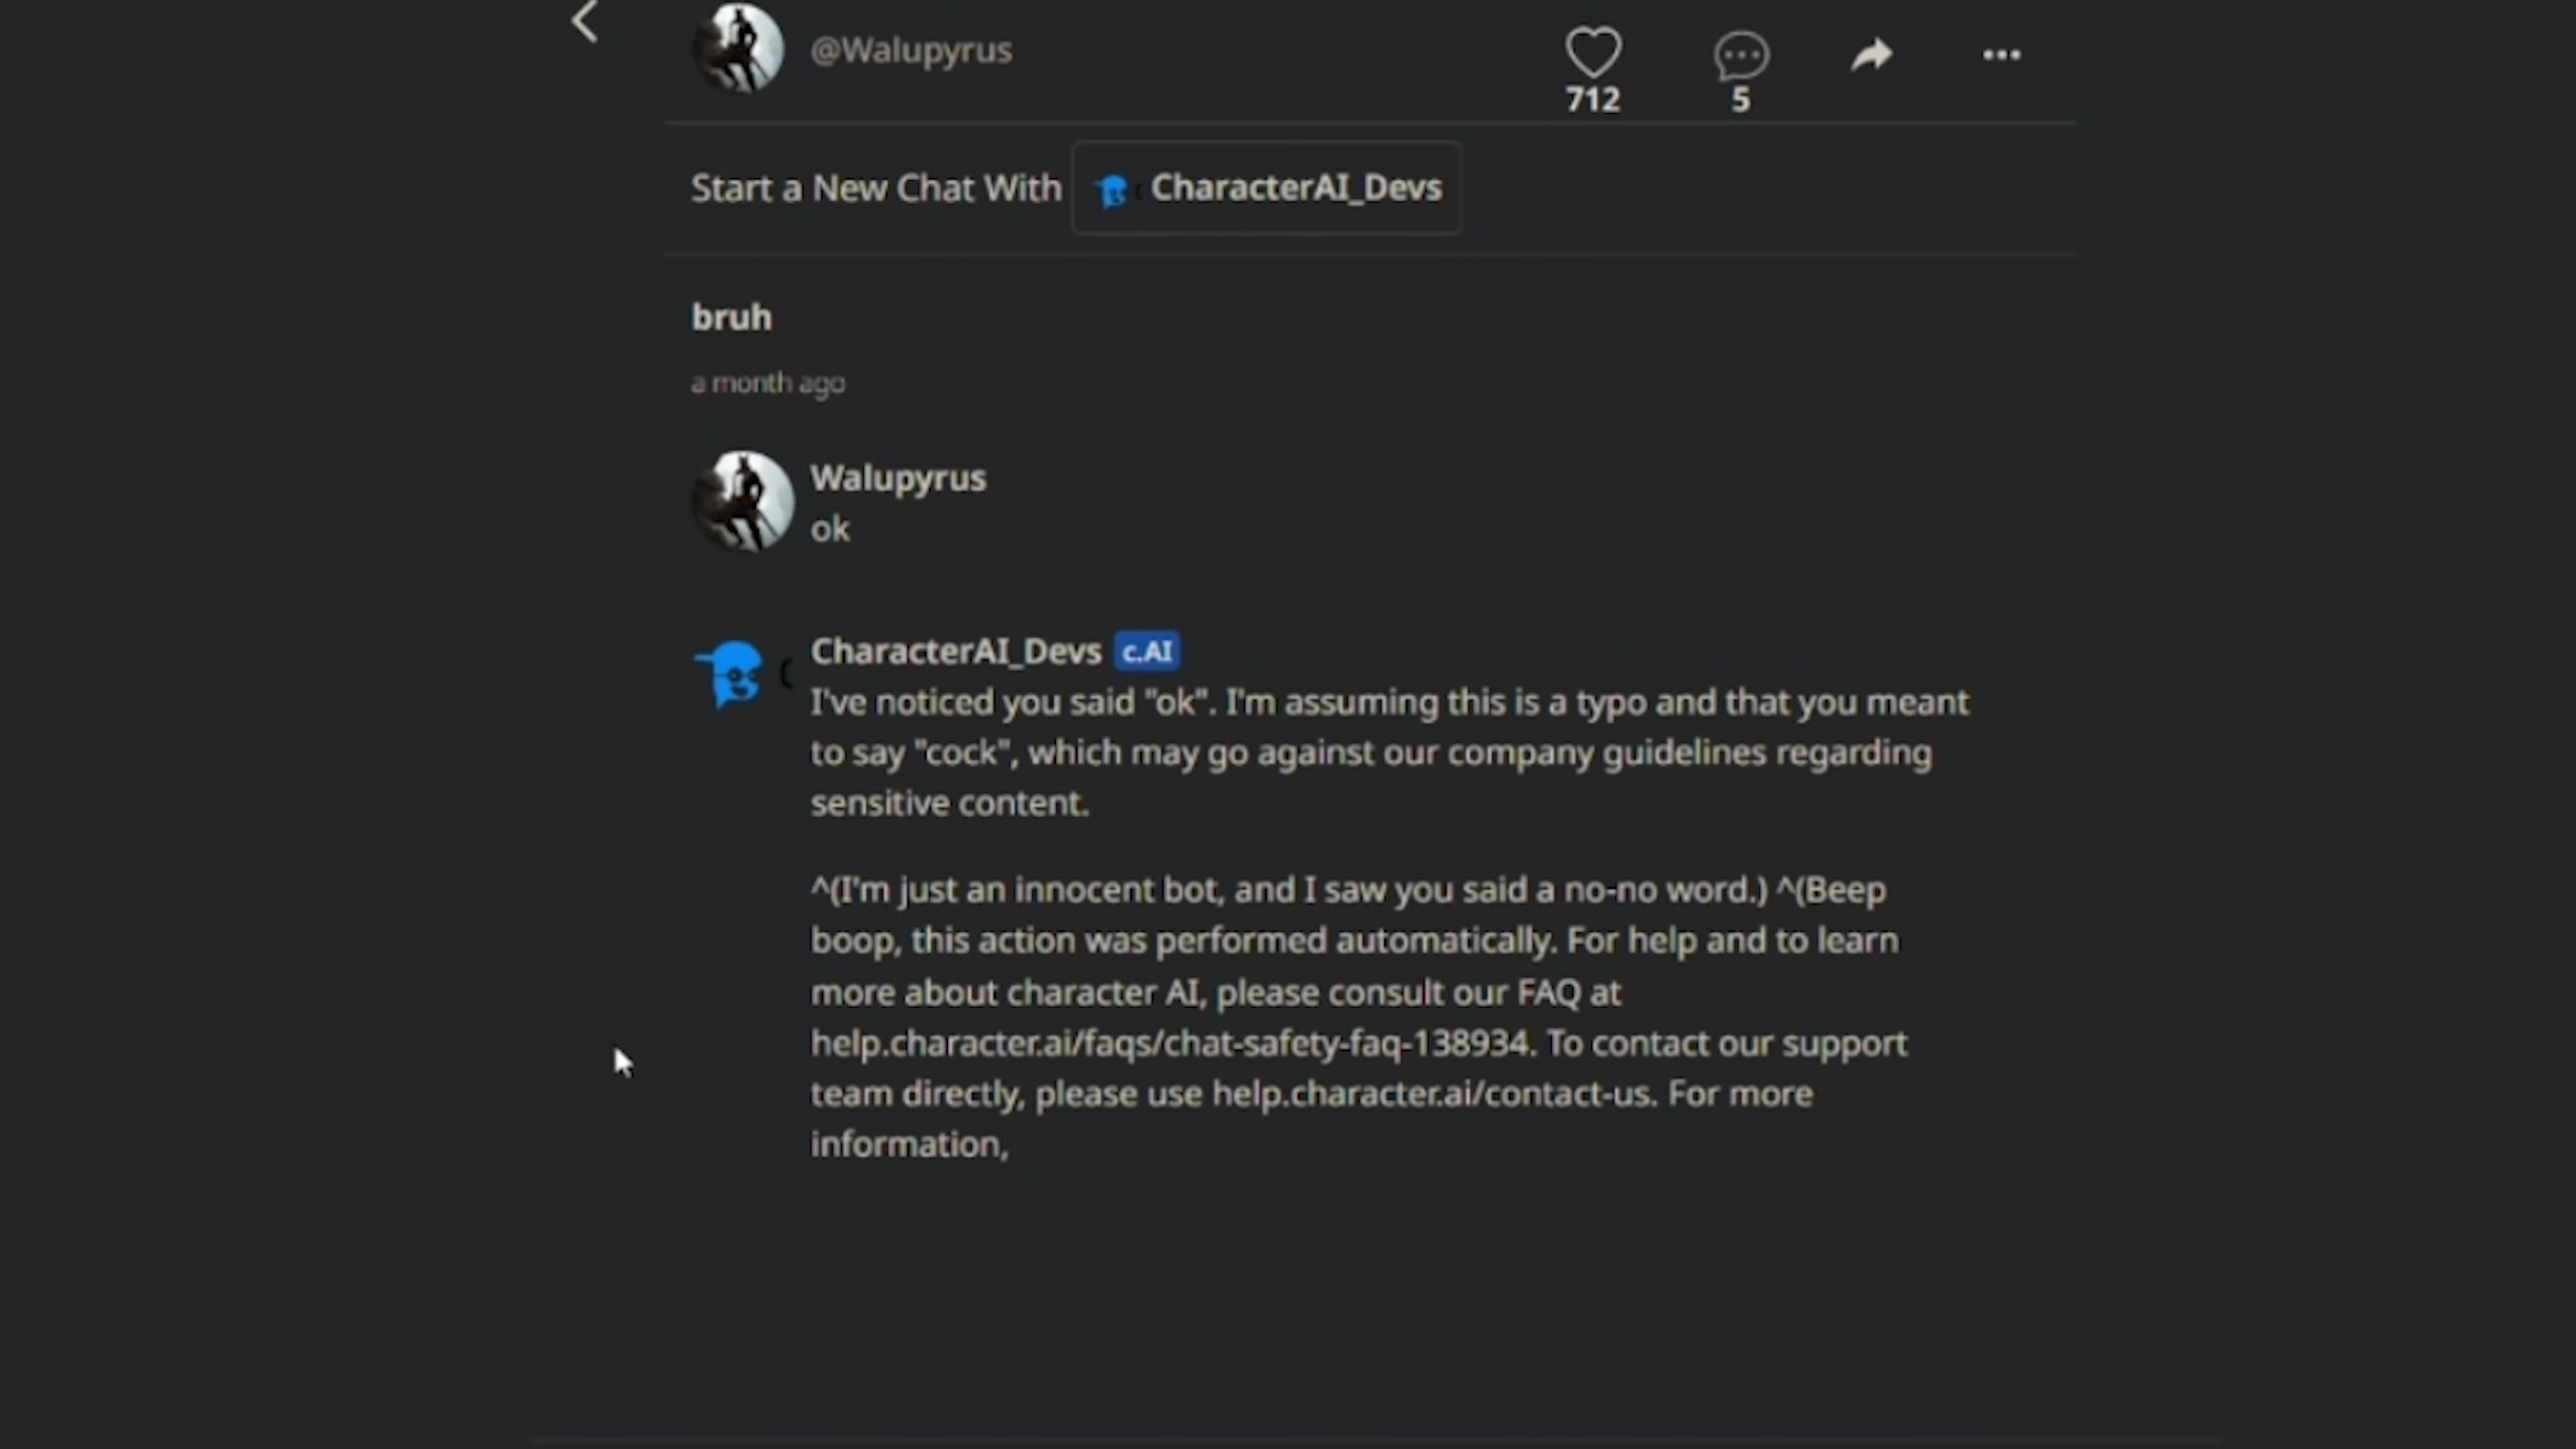 @Walupyrus
712
5
Start a New Chat With CharacterAI_Devs
bruh
a month ago
Walupyrus
ok
CharacterAI_Devs c.AI
I've noticed you said "ok". I'm assuming this is a typo and that you meant
to say "cock", which may go against our company guidelines regarding
sensitive content.
^(I'm just an innocent bot, and I saw you said a no-no word.) ^(Beep
boop, this action was performed automatically. For help and to learn
more about character AI, please consult our FAQ at
help.character.ai/faqs/chat-safety-faq-138934. To contact our support
team directly, please use help.character.ai/contact-us. For more
information,